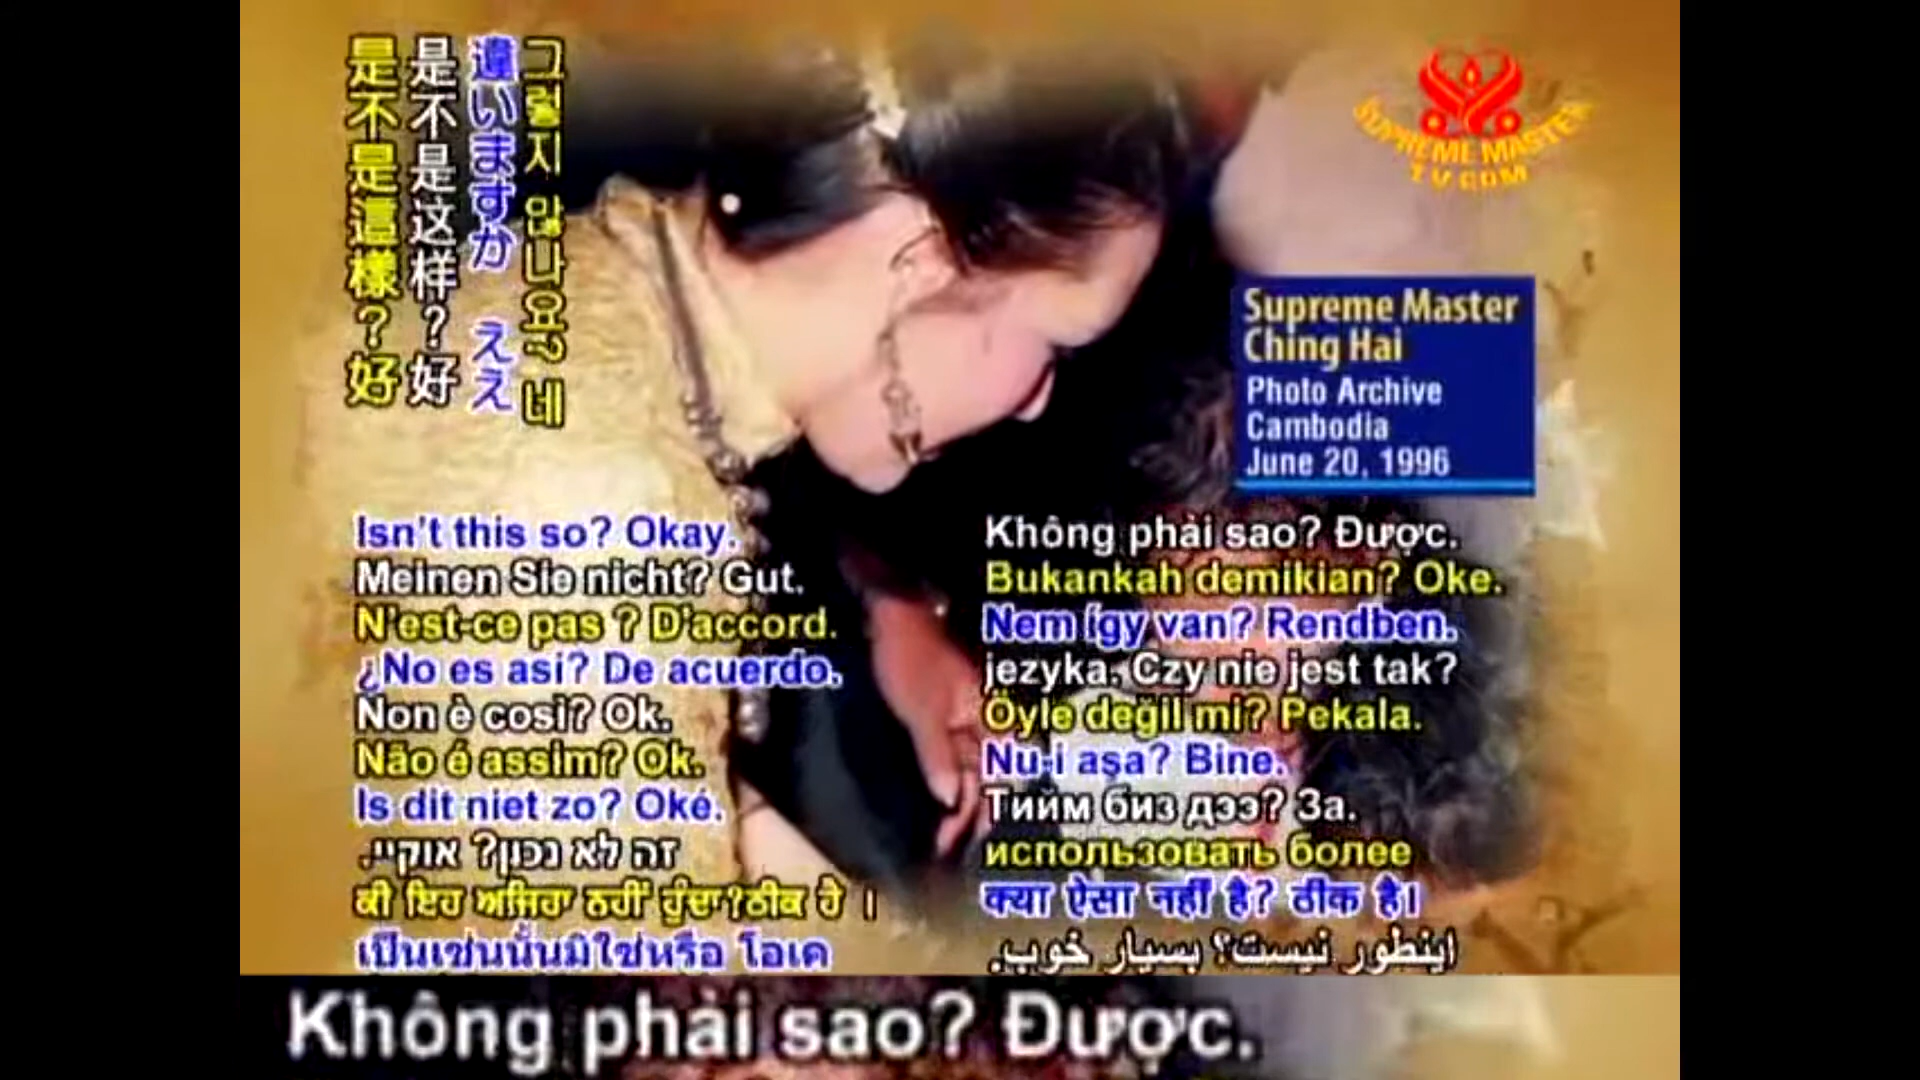 是不是這樣？好
是不是这样？好
違いますか ええ
그렇지 않나요? 네
SUPREME MASTER
TV.COM
Supreme Master
Ching Hai
Photo Archive
Cambodia
June 20, 1996
Isn't this so? Okay.
Meinen Sie nicht? Gut.
N'est-ce pas ? D'accord.
¿No es asi? De acuerdo.
Non è cosi? Ok.
Não é assim? Ok.
Is dit niet zo? Oké.
זה לא נכון? אוקיי.
ਕੀ ਇਹ ਅਜਿਹਾ ਨਹੀਂ ਹੁੰਦਾ?ਠੀਕ ਹੈ ।
เป็นเช่นนั้นมิใช่หรือ โอเค
Không phải sao? Được.
Bukankah demikian? Oke.
Nem így van? Rendben.
jezyka. Czy nie jest tak?
Öyle değil mi? Pekala.
Nu-i aşa? Bine.
Тийм биз дээ? За.
использовать более
क्या ऐसा नहीं है? ठीक है।
اینطور نیست؟ بسیار خوب.
Không phải sao? Được.